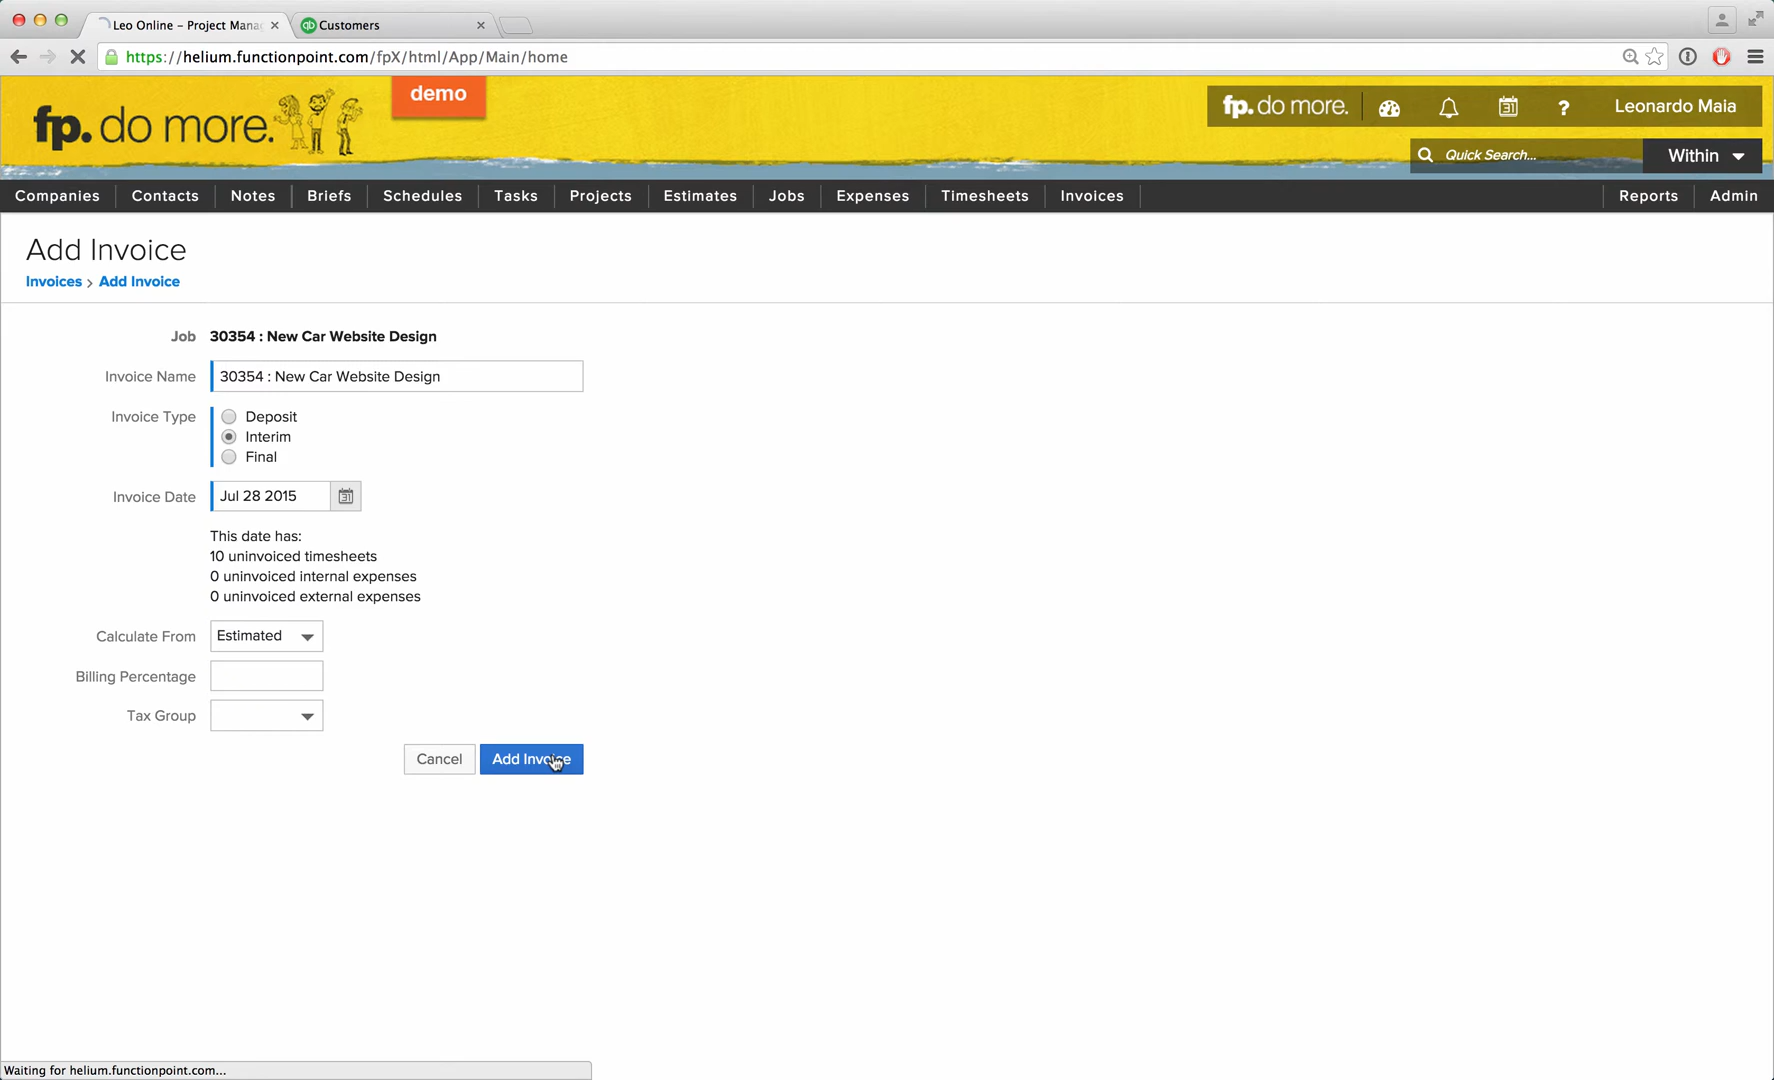 Leo Online – Project Mana
Customers
https://helium.functionpoint.com/fpX/html/App/Main/home
fp. do more.
demo
fp. do more.
31
?
Leonardo Maia
Quick Search...
Within
Companies
Contacts
Notes
Briefs
Schedules
Tasks
Projects
Estimates
Jobs
Expenses
Timesheets
Invoices
Reports
Admin
Add Invoice
Invoices > Add Invoice
Job 30354 : New Car Website Design
Invoice Name 30354 : New Car Website Design
Invoice Type Deposit
Interim
Final
Invoice Date Jul 28 2015 31
This date has:
10 uninvoiced timesheets
0 uninvoiced internal expenses
0 uninvoiced external expenses
Calculate From Estimated
Billing Percentage
Tax Group
Cancel
Add Invoice
Waiting for helium.functionpoint.com...